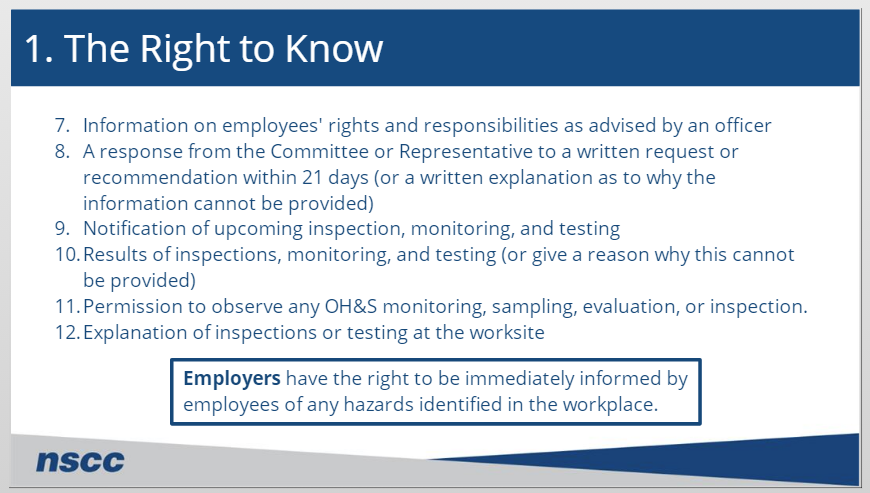 1. The Right to Know
7. Information on employees' rights and responsibilities as advised by an officer
8. A response from the Committee or Representative to a written request or
recommendation within 21 days (or a written explanation as to why the
information cannot be provided)
9. Notification of upcoming inspection, monitoring, and testing
10. Results of inspections, monitoring, and testing (or give a reason why this cannot
be provided)
11. Permission to observe any OH&S monitoring, sampling, evaluation, or inspection.
12. Explanation of inspections or testing at the worksite
Employers have the right to be immediately informed by
employees of any hazards identified in the workplace.
nscc